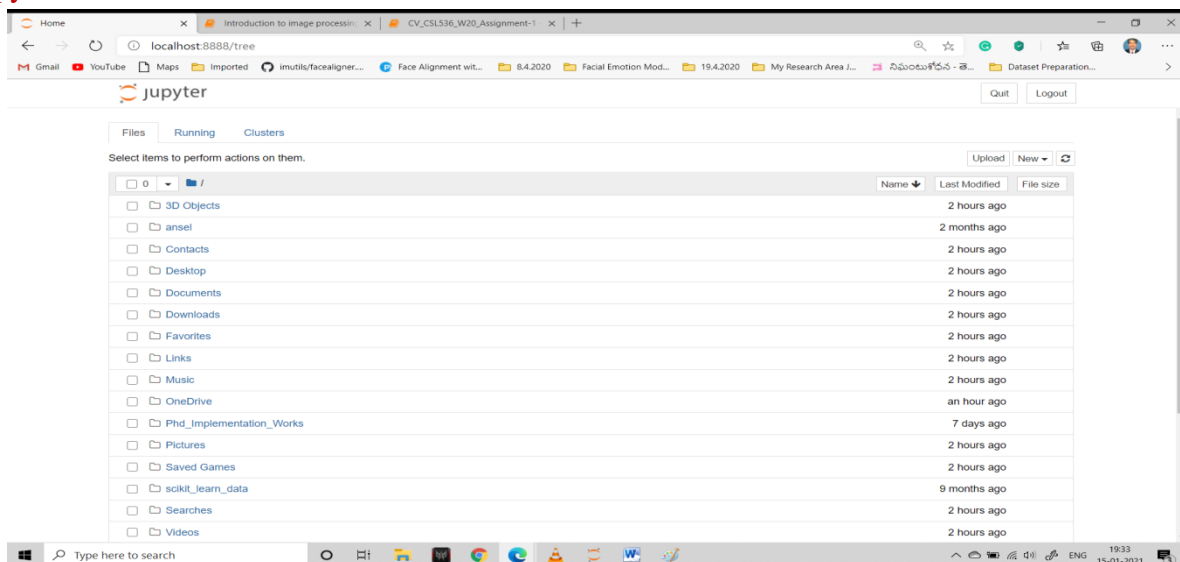 Home Introduction to image processing CV_CSL536_W20_Assignment-1 -
localhost:8888/tree
Gmail YouTube Maps Imported imutils/facealigner.... Face Alignment wit... 8.4.2020 Facial Emotion Mod... 19.4.2020 My Research Area J... నిఘంటుశోధన - తె... Dataset Preparation...
jupyter Quit Logout
Files Running Clusters
Select items to perform actions on them. Upload New
0 / Name Last Modified File size
3D Objects 2 hours ago
ansel 2 months ago
Contacts 2 hours ago
Desktop 2 hours ago
Documents 2 hours ago
Downloads 2 hours ago
Favorites 2 hours ago
Links 2 hours ago
Music 2 hours ago
OneDrive an hour ago
Phd_Implementation_Works 7 days ago
Pictures 2 hours ago
Saved Games 2 hours ago
scikit_learn_data 9 months ago
Searches 2 hours ago
Videos 2 hours ago
Type here to search ENG 19:33
15-01-2021